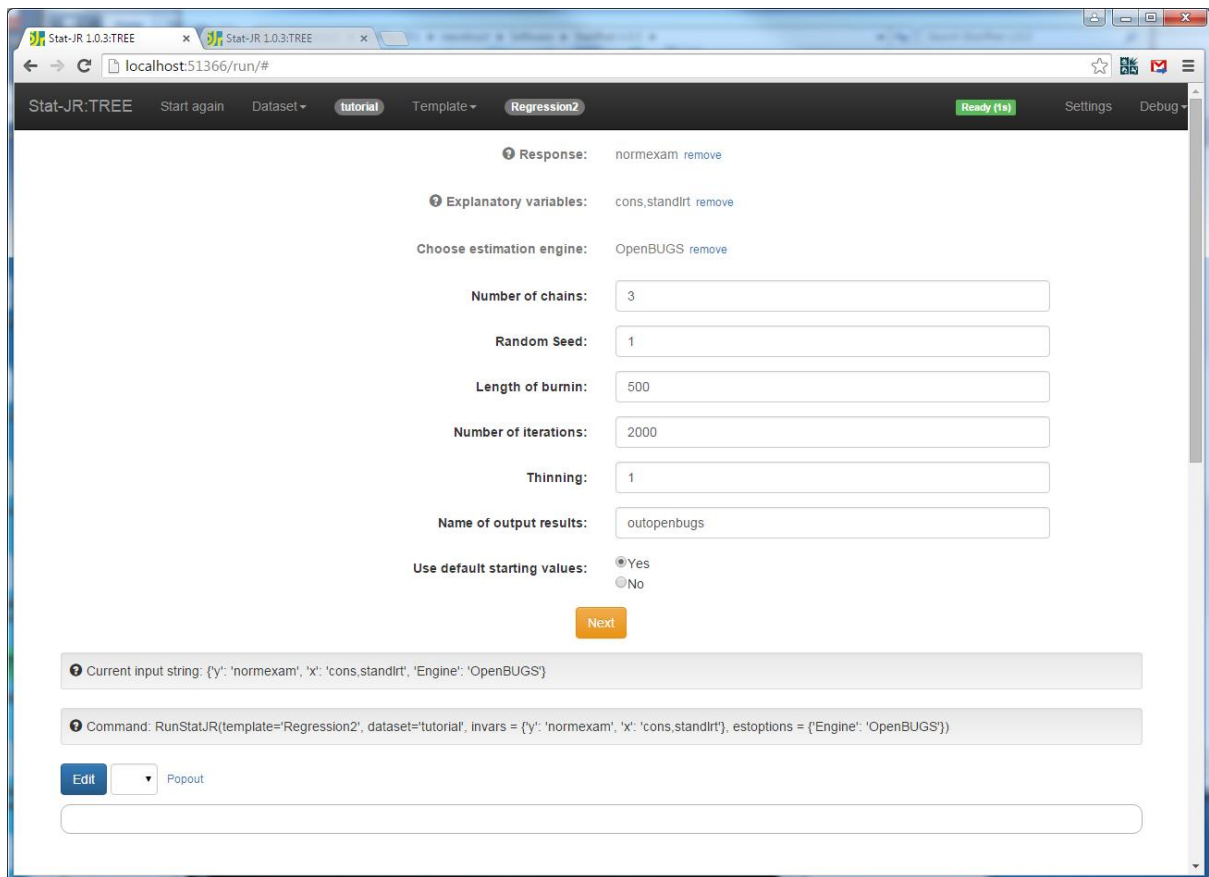 Stat-JR 1.0.3:TREE × Stat-JR 1.0.3:TREE ×
localhost:51366/run/#
Stat-JR:TREE Start again Dataset tutorial Template Regression2 Ready (1s) Settings Debug
Response: normexam remove
Explanatory variables: cons,standlrt remove
Choose estimation engine: OpenBUGS remove
Number of chains: 3
Random Seed: 1
Length of burnin: 500
Number of iterations: 2000
Thinning: 1
Name of output results: outopenbugs
Use default starting values: Yes
No
Next
Current input string: {'y': 'normexam', 'x': 'cons,standlrt', 'Engine': 'OpenBUGS'}
Command: RunStatJR(template='Regression2', dataset='tutorial', invars = {'y': 'normexam', 'x': 'cons,standlrt'}, estoptions = {'Engine': 'OpenBUGS'})
Edit Popout